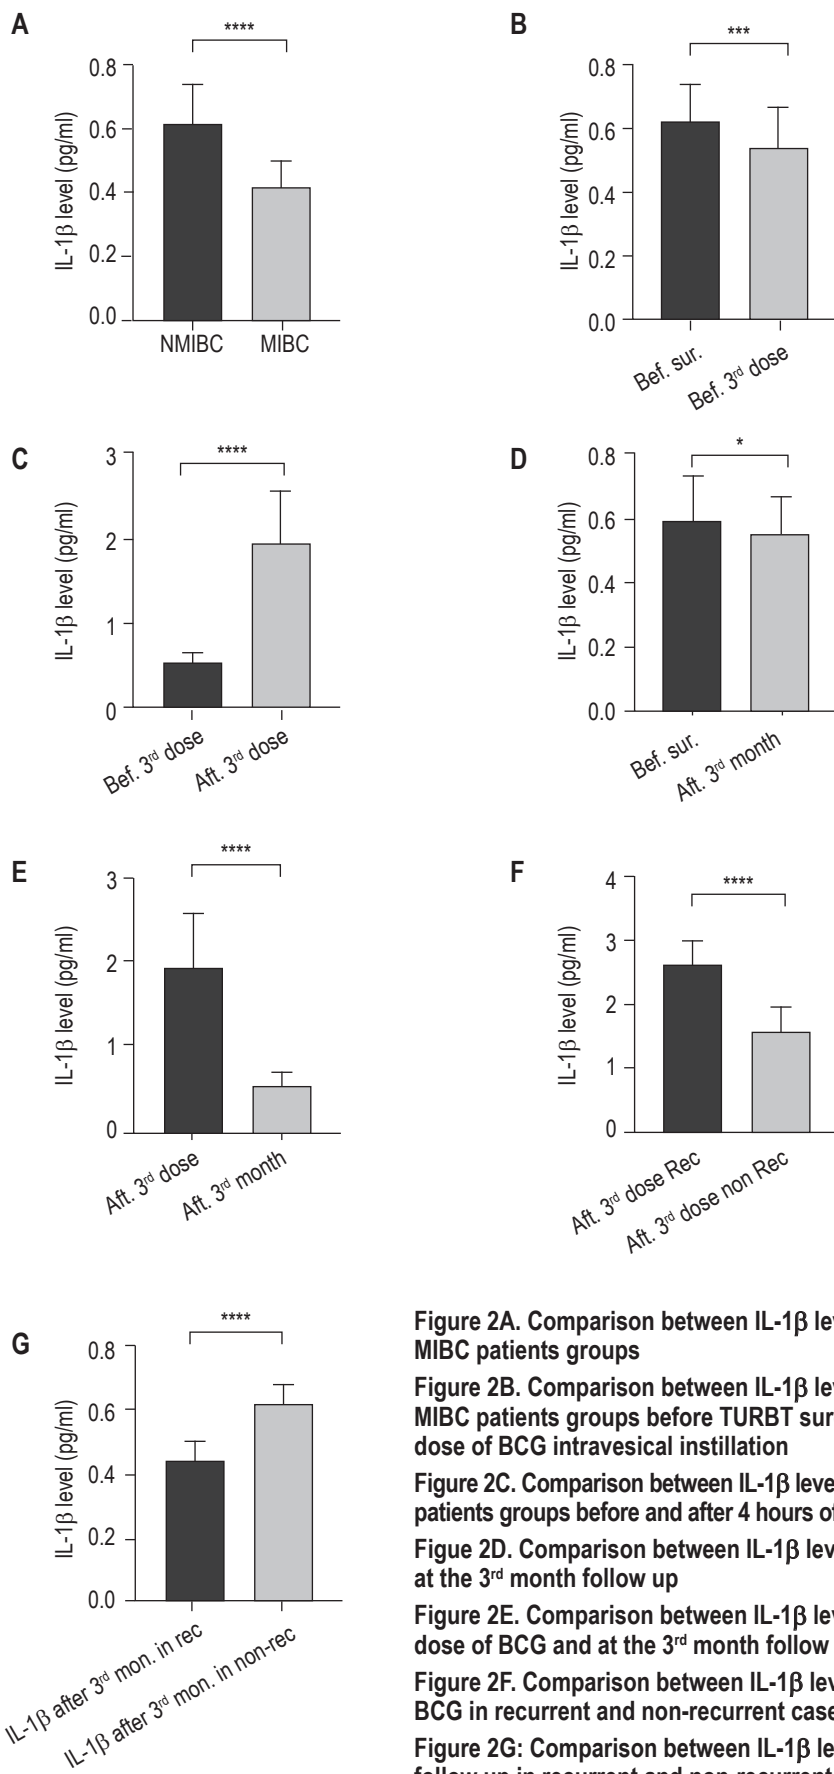 A
****
IL-1β level (pg/ml)
0.8
0.6
0.4
0.2
0.0
NMIBC MIBC
B
***
IL-1β level (pg/ml)
0.8
0.6
0.4
0.2
0.0
Bef. sur.
Bef. 3rd dose
C
****
IL-1β level (pg/ml)
3
2
1
0
Bef. 3rd dose
Aft. 3rd dose
D
*
IL-1β level (pg/ml)
0.8
0.6
0.4
0.2
0.0
Bef. sur.
Aft. 3rd month
E
****
IL-1β level (pg/ml)
3
2
1
0
Aft. 3rd dose
Aft. 3rd month
F
****
IL-1β level (pg/ml)
4
3
2
1
0
Aft. 3rd dose Rec
Aft. 3rd dose non Rec
G
****
IL-1β level (pg/ml)
0.8
0.6
0.4
0.2
0.0
IL-1β after 3rd mon. in rec
IL-1β after 3rd mon. in non-rec
Figure 2A. Comparison between IL-1β
MIBC patients groups
Figure 2B. Comparison between IL-1β
MIBC patients groups before TURBT
dose of BCG intravesical instillation
Figure 2C. Comparison between IL-1β
patients groups before and after 4 hours
Figue 2D. Comparison between IL-1β
at the 3rd month follow up
Figure 2E. Comparison between IL-1β
dose of BCG and at the 3rd month follow
Figure 2F. Comparison between IL-1β
BCG in recurrent and non-recurrent
Figure 2G: Comparison between IL-1β
follow up in recurrent and non-recurrent